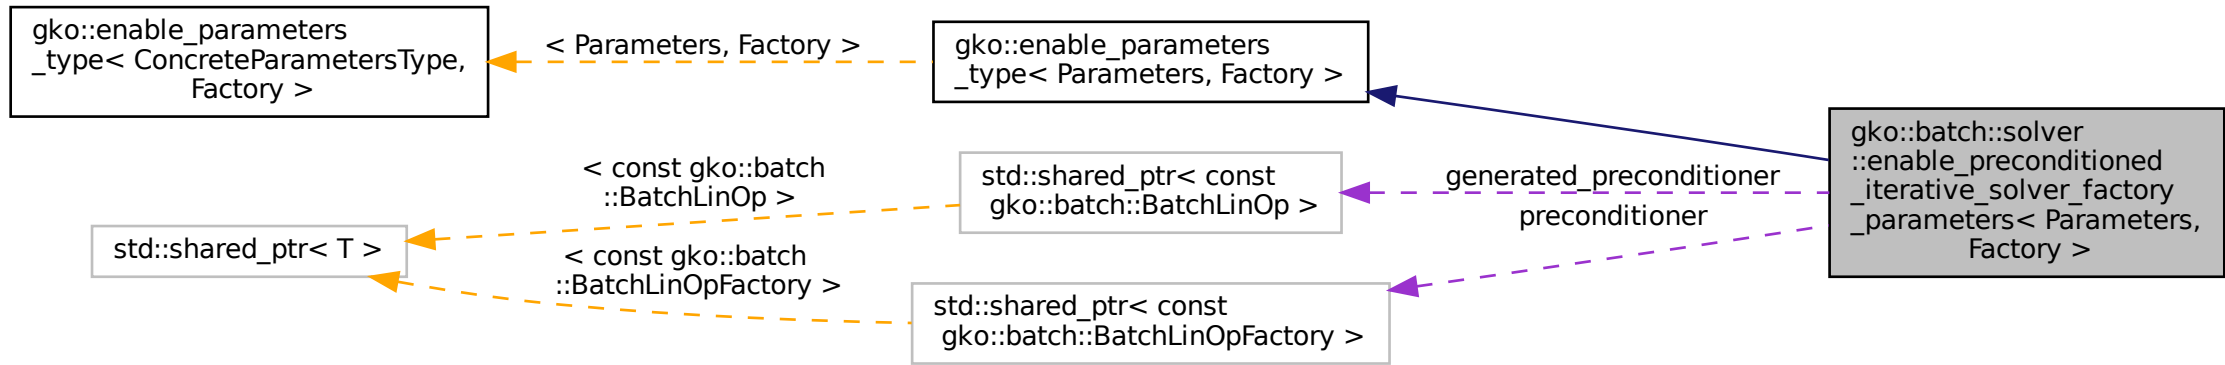 gko::enable_parameters
_type< ConcreteParametersType,
Factory >
< Parameters, Factory >
gko::enable_parameters
_type< Parameters, Factory >
gko::batch::solver
::enable_preconditioned
_iterative_solver_factory
_parameters< Parameters,
Factory >
< const gko::batch
::BatchLinOp >
std::shared_ptr< const
gko::batch::BatchLinOp >
generated_preconditioner
preconditioner
std::shared_ptr< T >
< const gko::batch
::BatchLinOpFactory >
std::shared_ptr< const
gko::batch::BatchLinOpFactory >